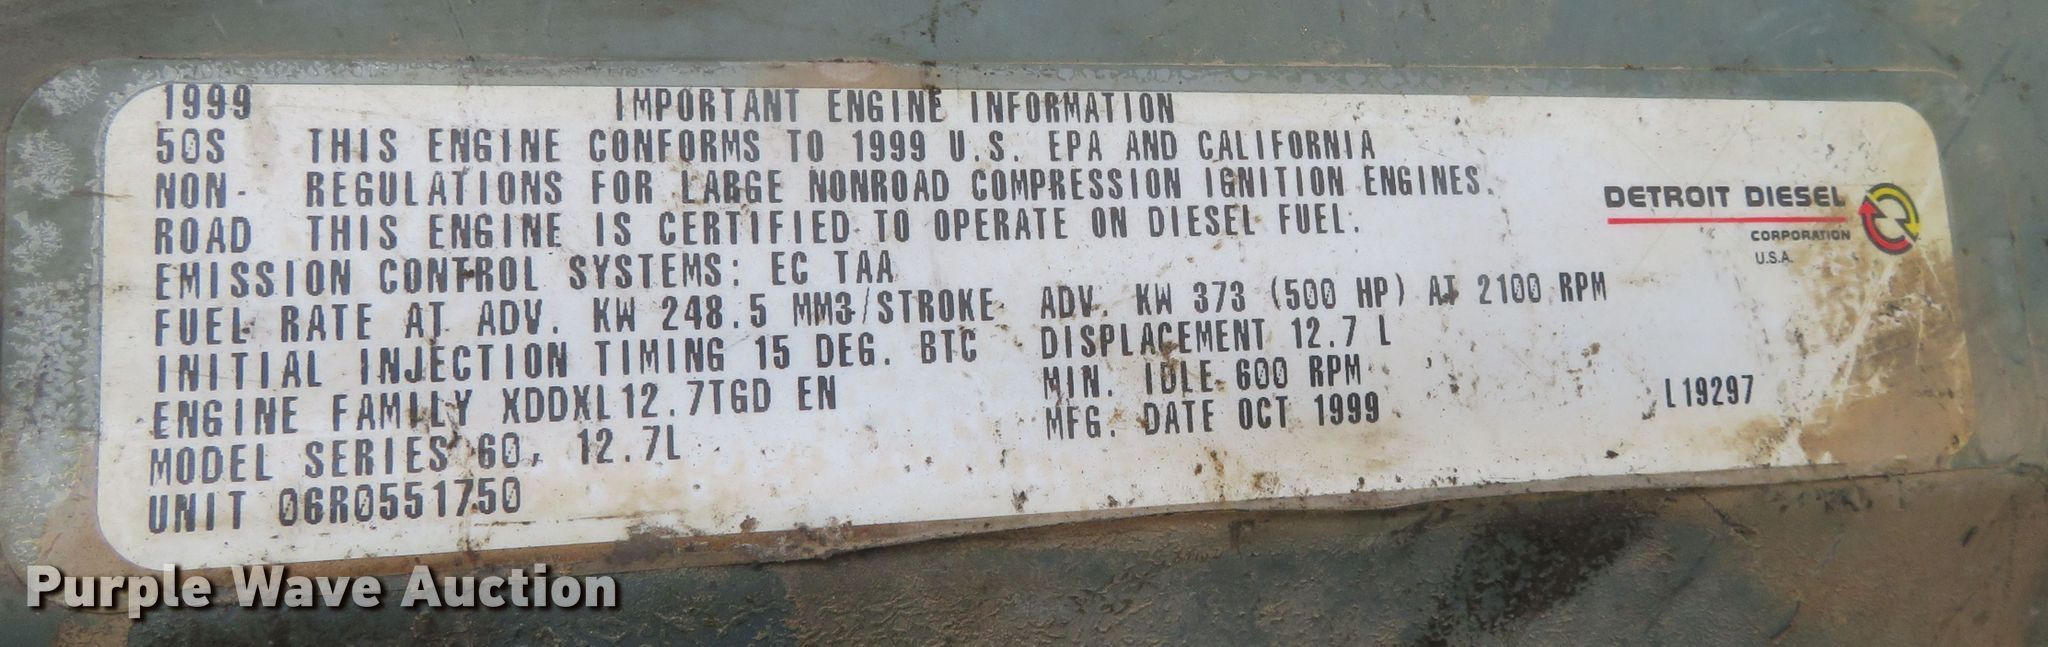 1999 IMPORTANT ENGINE INFORMATION
50S THIS ENGINE CONFORMS TO 1999 U.S. EPA AND CALIFORNIA
NON- REGULATIONS FOR LARGE NONROAD COMPRESSION IGNITION ENGINES.
ROAD THIS ENGINE IS CERTIFIED TO OPERATE ON DIESEL FUEL.
EMISSION CONTROL SYSTEMS: EC TAA
FUEL RATE AT ADV. KW 248.5 MM3/STROKE ADV. KW 373 (500 HP) AT 2100 RPM
INITIAL INJECTION TIMING 15 DEG. BTC DISPLACEMENT 12.7 L
ENGINE FAMILY XDDXL12.7TGD EN MIN. IDLE 600 RPM
MODEL SERIES 60, 12.7L MFG. DATE OCT 1999
UNIT 06R0551750
DETROIT DIESEL
CORPORATION
U.S.A.
L19297
Purple Wave Auction